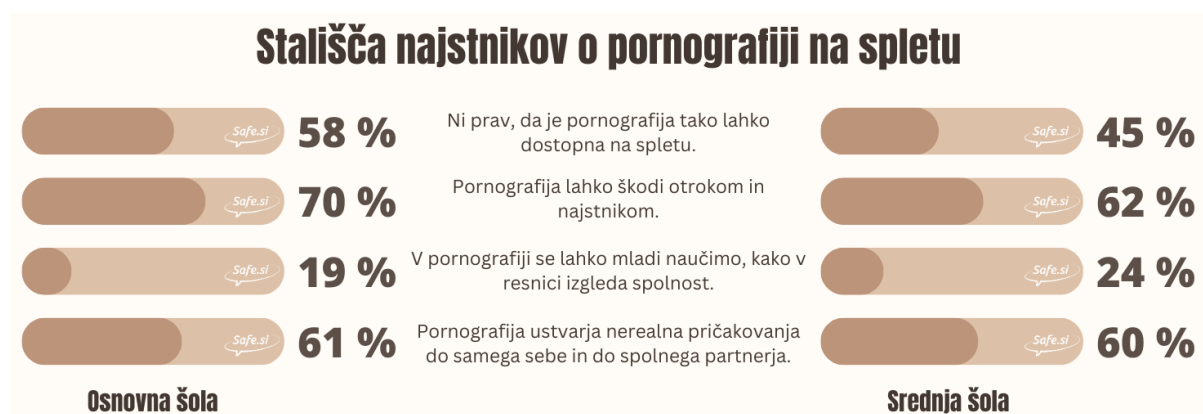 Stališča najstnikov o pornografiji na spletu
Safe.si
58 %
Ni prav, da je pornografija tako lahko
dostopna na spletu.
Safe.si
45 %
Safe.si
70 %
Pornografija lahko škodi otrokom in
najstnikom.
Safe.si
62 %
Safe.si
19 %
V pornografiji se lahko mladi naučimo, kako v
resnici izgleda spolnost.
Safe.si
24 %
Safe.si
61 %
Pornografija ustvarja nerealna pričakovanja
do samega sebe in do spolnega partnerja.
Safe.si
60 %
Osnovna šola
Srednja šola